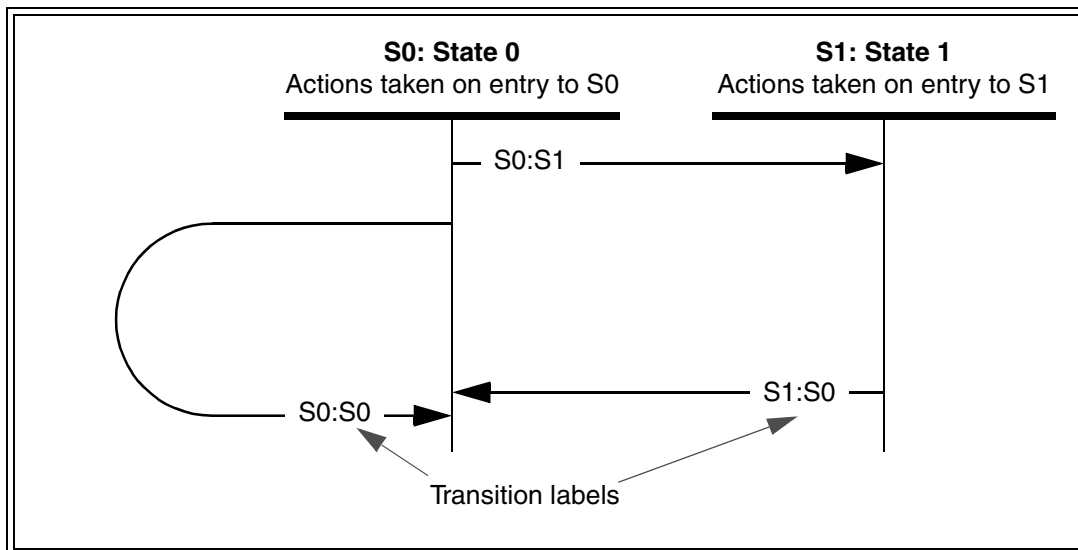 S0: State 0
Actions taken on entry to S0
S1: State 1
Actions taken on entry to S1
S0:S1
S1:S0
S0:S0
Transition labels